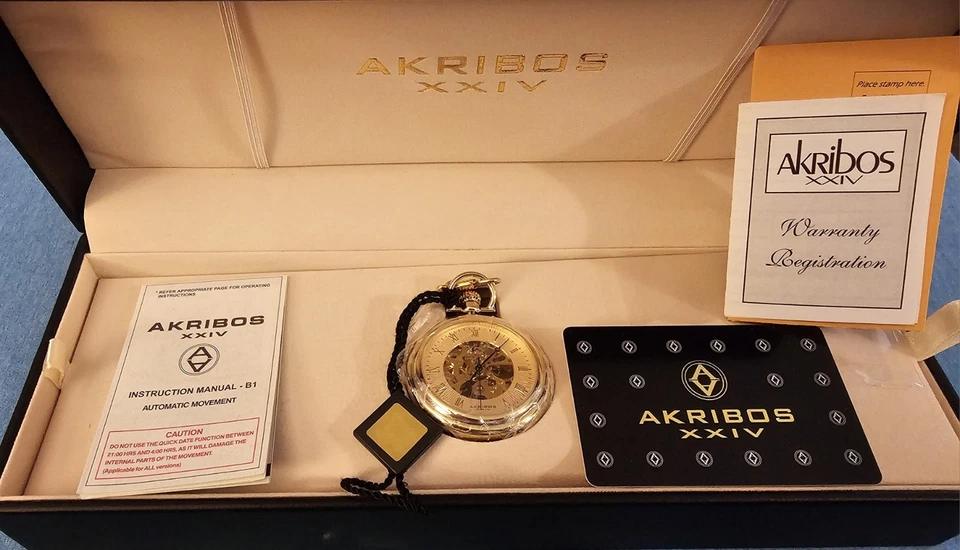 AKRIBOS
XXIV
Place stamp here.
AKRIBOS
XXIV
Warranty
Registration
* REFER APPROPRIATE PAGE FOR OPERATING
INSTRUCTIONS
AKRIBOS
XXIV
INSTRUCTION MANUAL - B1
AUTOMATIC MOVEMENT
CAUTION
DO NOT USE THE QUICK DATE FUNCTION BETWEEN
21:00 HRS AND 4:00 HRS, AS IT WILL DAMAGE THE
INTERNAL PARTS OF THE MOVEMENT.
(Applicable for ALL versions)
AKRIBOS
AKRIBOS
XXIV